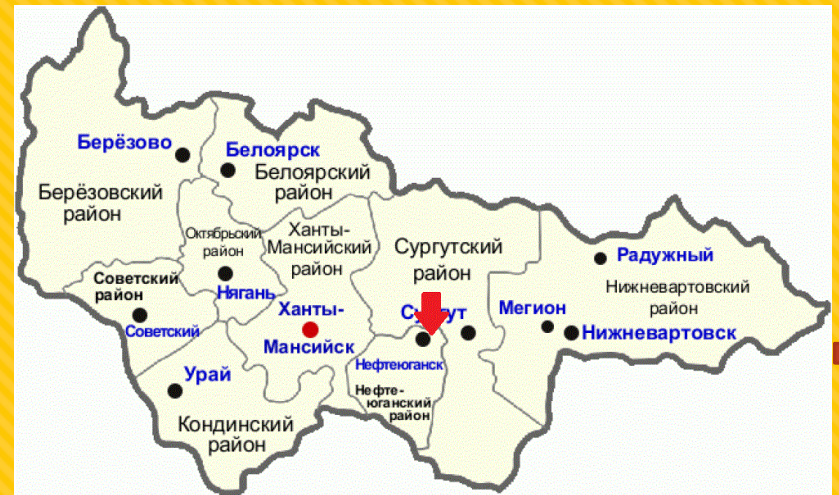 Берёзово
Берёзовский
район
Белоярск
Белоярский
район
Октябрьский
район
Нягань
Ханты-
Мансийский
район
Советский
район
Советский
Ханты-
Мансийск
Урай
Кондинский
район
Сургутский
район
Нефтеюганск
Нефте-
юганский
район
Мегион
Радужный
Нижневартовский
район
Нижневартовск